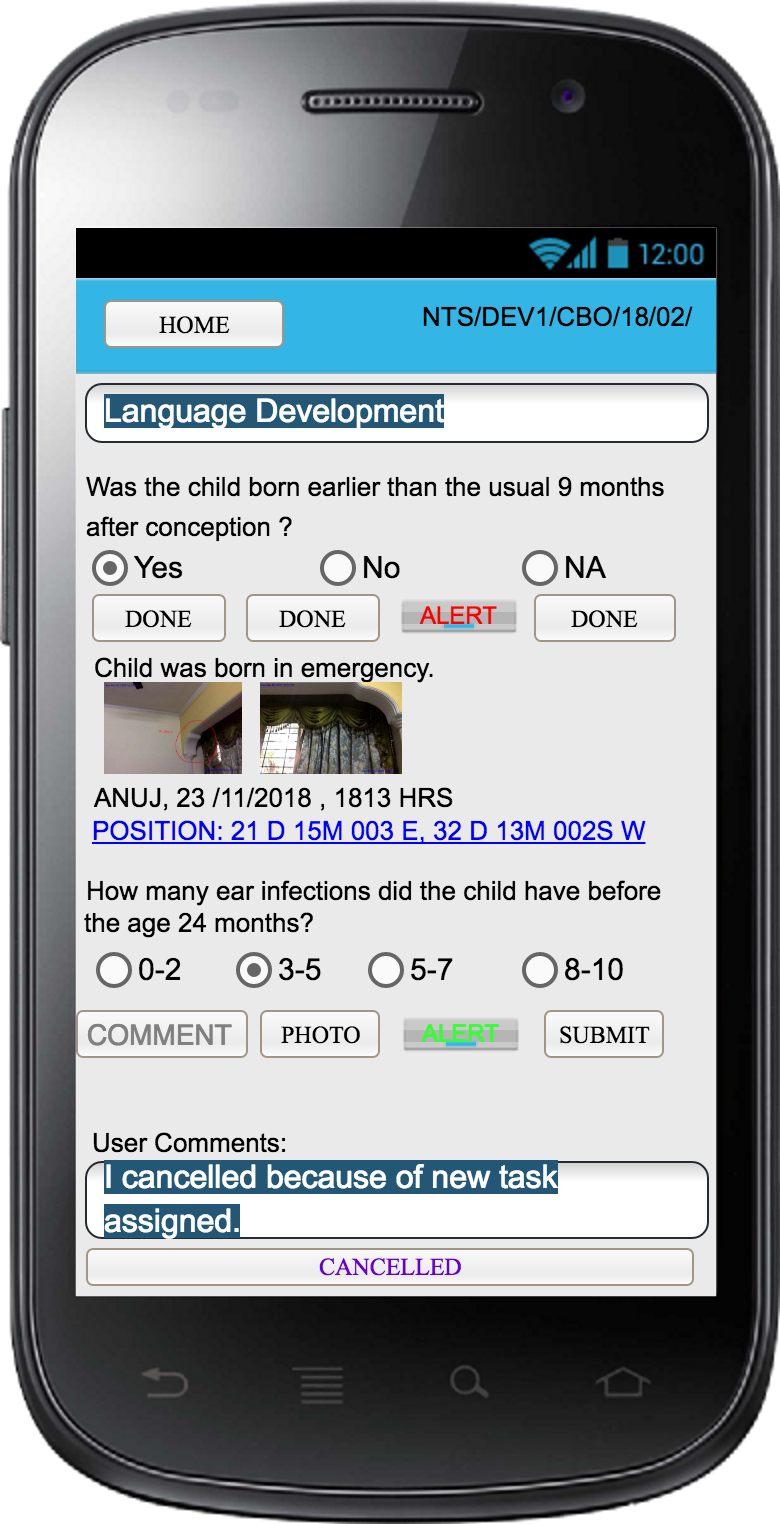 12:00
HOME
NTS/DEV1/CBO/18/02/
Language Development
Was the child born earlier than the usual 9 months
after conception ?
Yes No NA
DONE DONE ALERT DONE
Child was born in emergency.
ANUJ, 23 /11/2018 , 1813 HRS
POSITION: 21 D 15M 003 E, 32 D 13M 002S W
How many ear infections did the child have before
the age 24 months?
0-2 3-5 5-7 8-10
COMMENT PHOTO ALERT SUBMIT
User Comments:
I cancelled because of new task
assigned.
CANCELLED